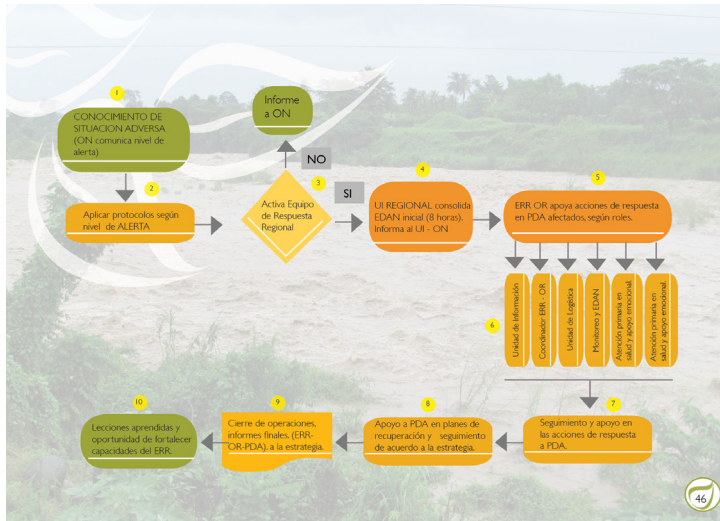 1
CONOCIMIENTO DE
SITUACION ADVERSA
(ON comunica nivel de
alerta)
2
Aplicar protocolos según
nivel de ALERTA
Informe
a ON
NO
3
Activa Equipo
de Respuesta
Regional
SI
4
UI REGIONAL consolida
EDAN inicial (8 horas).
Informa al UI - ON
5
ERR OR apoya acciones de respuesta
en PDA afectados, según roles.
6
Unidad de Información
Coordinador ERR - OR
Unidad de Logística
Monitoreo y EDAN
Atención primaria en
salud y apoyo emocional.
Atención primaria en
salud y apoyo emocional.
7
Seguimiento y apoyo en
las acciones de respuesta
a PDA.
8
Apoyo a PDA en planes de
recuperación y seguimiento
de acuerdo a la estrategia.
9
Cierre de operaciones,
informes finales. (ERR-
OR-PDA). a la estrategia.
10
Lecciones aprendidas y
oportunidad de fortalecer
capacidades del ERR.
46